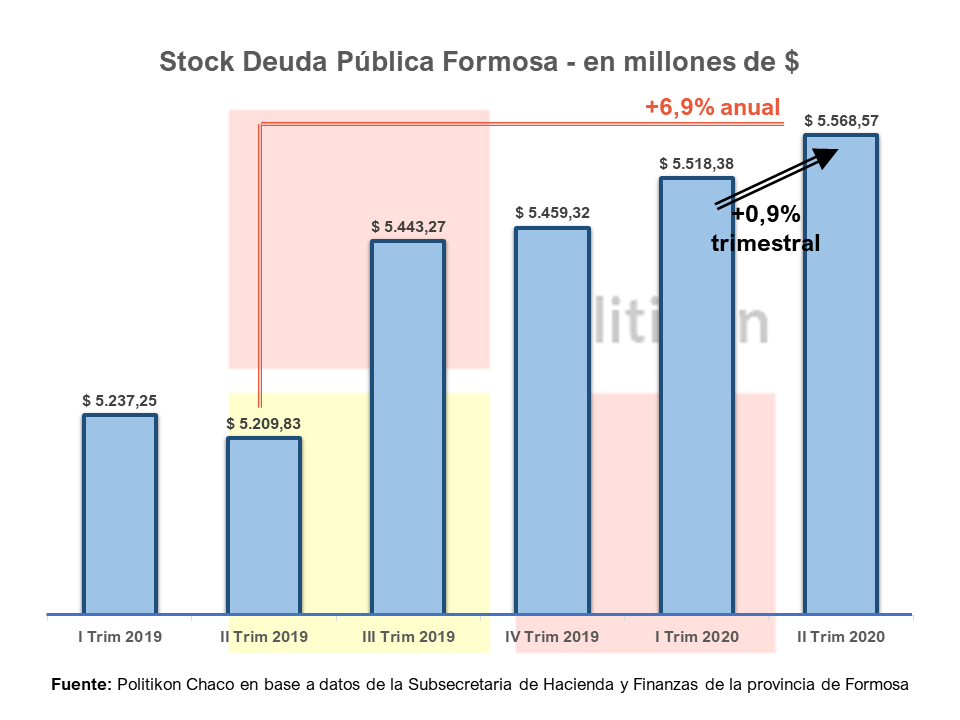 Stock Deuda Pública Formosa - en millones de $
+6,9% anual
$ 5.568,57
$ 5.518,38
$ 5.459,32
$ 5.443,27
+0,9%
trimestral
$ 5.237,25
$ 5.209,83
I Trim 2019
II Trim 2019
III Trim 2019
IV Trim 2019
I Trim 2020
II Trim 2020
Fuente: Politikon Chaco en base a datos de la Subsecretaria de Hacienda y Finanzas de la provincia de Formosa